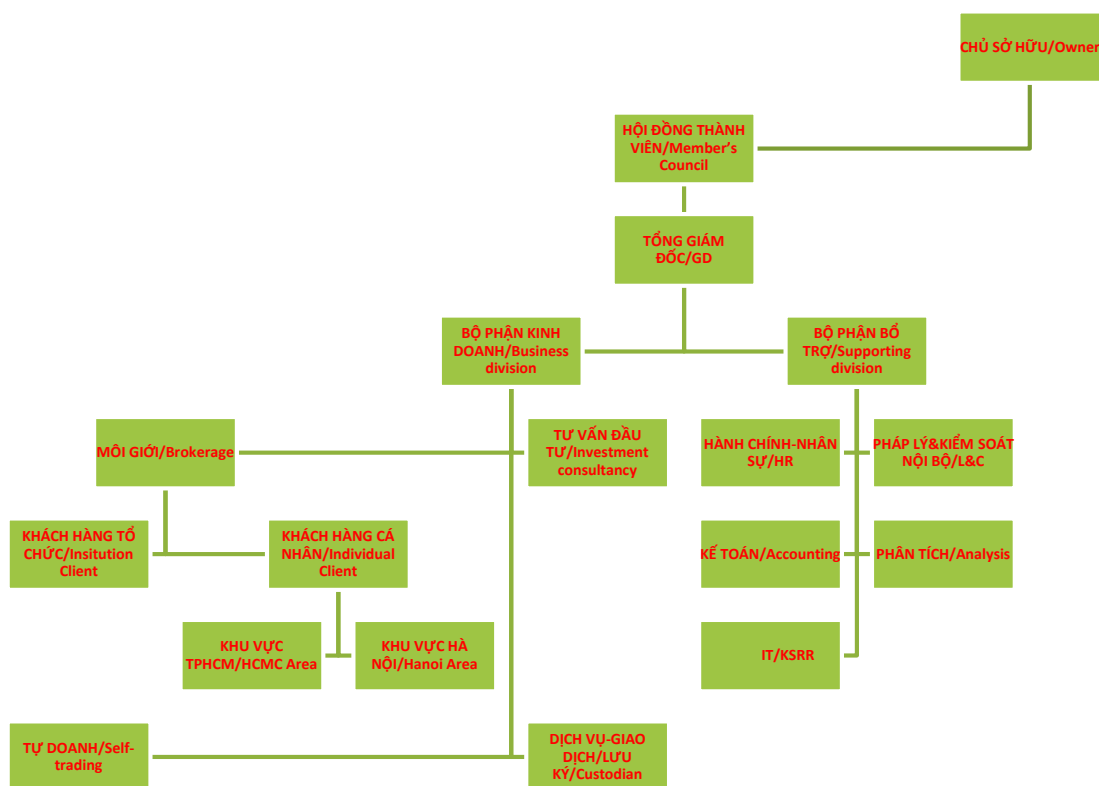 CHỦ SỞ HỮU/Owner
HỘI ĐỒNG THÀNH
VIÊN/Member's
Council
TỔNG GIÁM
ĐỐC/GD
BỘ PHẬN KINH
DOANH/Business
division
BỘ PHẬN BỔ
TRỢ/Supporting
division
MÔI GIỚI/Brokerage
TƯ VẤN ĐẦU
TƯ/Investment
consultancy
HÀNH CHÍNH-NHÂN
SỰ/HR
PHÁP LÝ&KIỂM SOÁT
NỘI BỘ/L&C
KHÁCH HÀNG TỔ
CHỨC/Insitution
Client
KHÁCH HÀNG CÁ
NHÂN/Individual
Client
KẾ TOÁN/Accounting
PHÂN TÍCH/Analysis
KHU VỰC
TPHCM/HCMC Area
KHU VỰC HÀ
NỘI/Hanoi Area
IT/KSRR
TỰ DOANH/Self-
trading
DỊCH VỤ-GIAO
DỊCH/LƯU
KÝ/Custodian